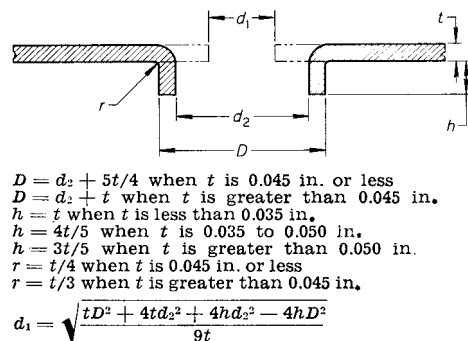 d₁
t
r
h
d₂
D
D = d₂ + 5t/4 when t is 0.045 in. or less
D = d₂ + t when t is greater than 0.045 in.
h = t when t is less than 0.035 in.
h = 4t/5 when t is 0.035 to 0.050 in.
h = 3t/5 when t is greater than 0.050 in.
r = t/4 when t is 0.045 in. or less
r = t/3 when t is greater than 0.045 in.
d₁ = √((tD² + 4td₂² + 4hd₂² − 4hD²)/9t)